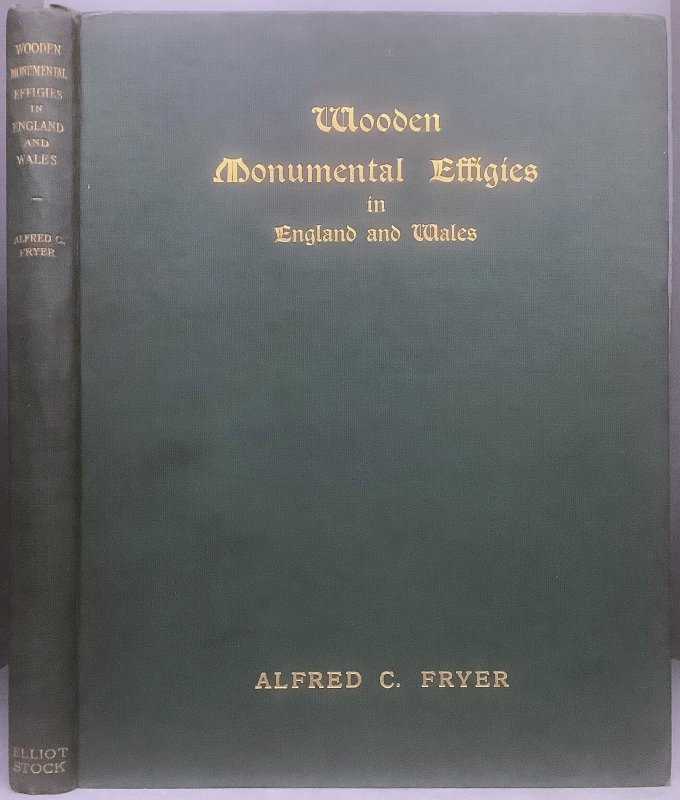 WOODEN
MONUMENTAL
EFFIGIES
IN
ENGLAND
AND
WALES
ALFRED C.
FRYER
ELLIOT
STOCK
Wooden
Monumental Effigies
in
England and Wales
ALFRED C. FRYER